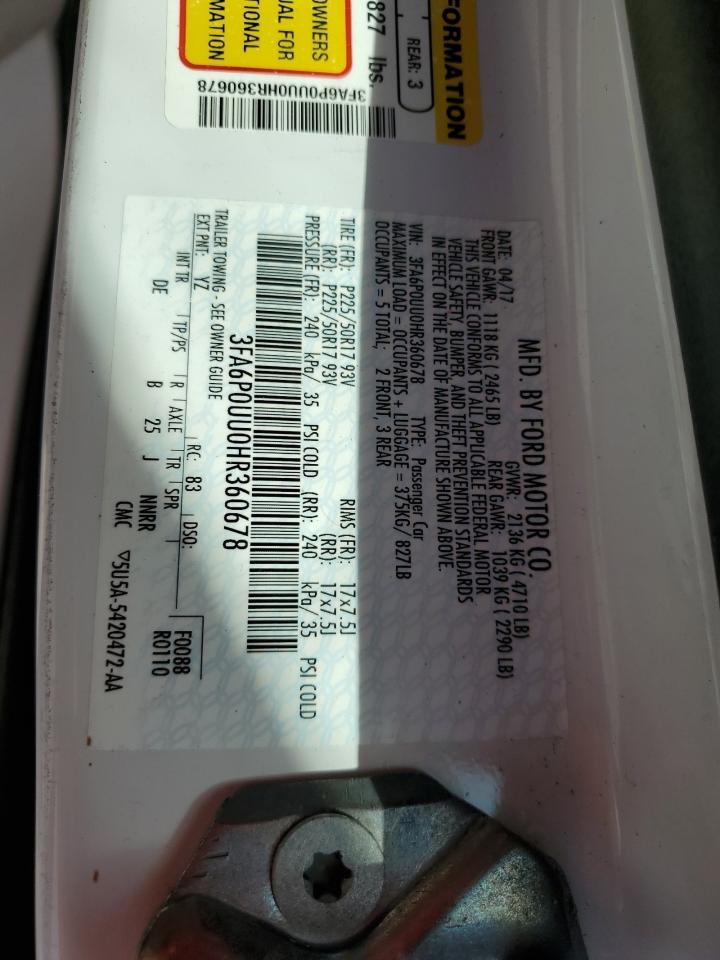 FORMATION
REAR: 3
827 lbs.
OWNERS
UAL FOR
TIONAL
MATION
3FA6P0UU0HR360678
MFD. BY FORD MOTOR CO.
DATE: 04/17 GVWR: 2136 KG ( 4710 LB)
FRONT GAWR: 1118 KG ( 2465 LB) REAR GAWR: 1039 KG ( 2290 LB)
THIS VEHICLE CONFORMS TO ALL APPLICABLE FEDERAL MOTOR
VEHICLE SAFETY, BUMPER, AND THEFT PREVENTION STANDARDS
IN EFFECT ON THE DATE OF MANUFACTURE SHOWN ABOVE.
VIN: 3FA6P0UU0HR360678 TYPE: Passenger Car
MAXIMUM LOAD = OCCUPANTS + LUGGAGE = 375KG/ 827LB
OCCUPANTS = 5 TOTAL; 2 FRONT, 3 REAR
TIRE (FR): P225/50R17 93V RIMS (FR): 17x7.5J
(RR): P225/50R17 93V (RR): 17x7.5J
PRESSURE (FR): 240 kPa/ 35 PSI COLD (RR): 240 kPa/ 35 PSI COLD
3FA6P0UU0HR360678
TRAILER TOWING - SEE OWNER GUIDE
EXT PNT: YZ RC: 83 DSO: F0088
INT TR TP/PS R AXLE TR SPR R0110
DE B 25 J NNRR
CMC ▽5U5A-5420472-AA